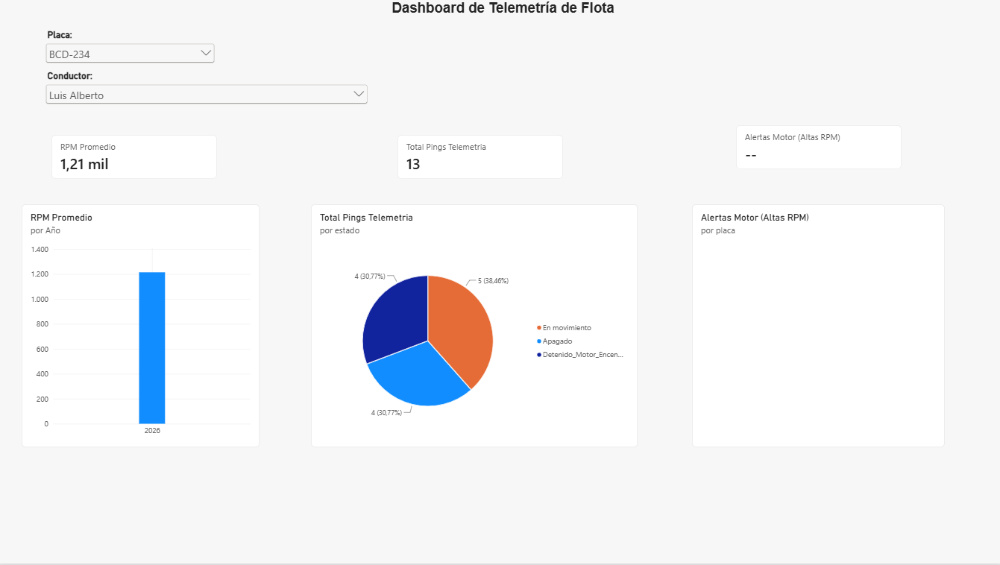 Dashboard de Telemetría de Flota
Placa:
BCD-234
Conductor:
Luis Alberto
RPM Promedio
1,21 mil
Total Pings Telemetria
13
Alertas Motor (Altas RPM)
--
RPM Promedio
por Año
1.400
1.200
1.000
800
600
400
200
0
2026
Total Pings Telemetria
por estado
4 (30,77%)
5 (38,46%)
4 (30,77%)
En movimiento
Apagado
Detenido_Motor_Encen...
Alertas Motor (Altas RPM)
por placa